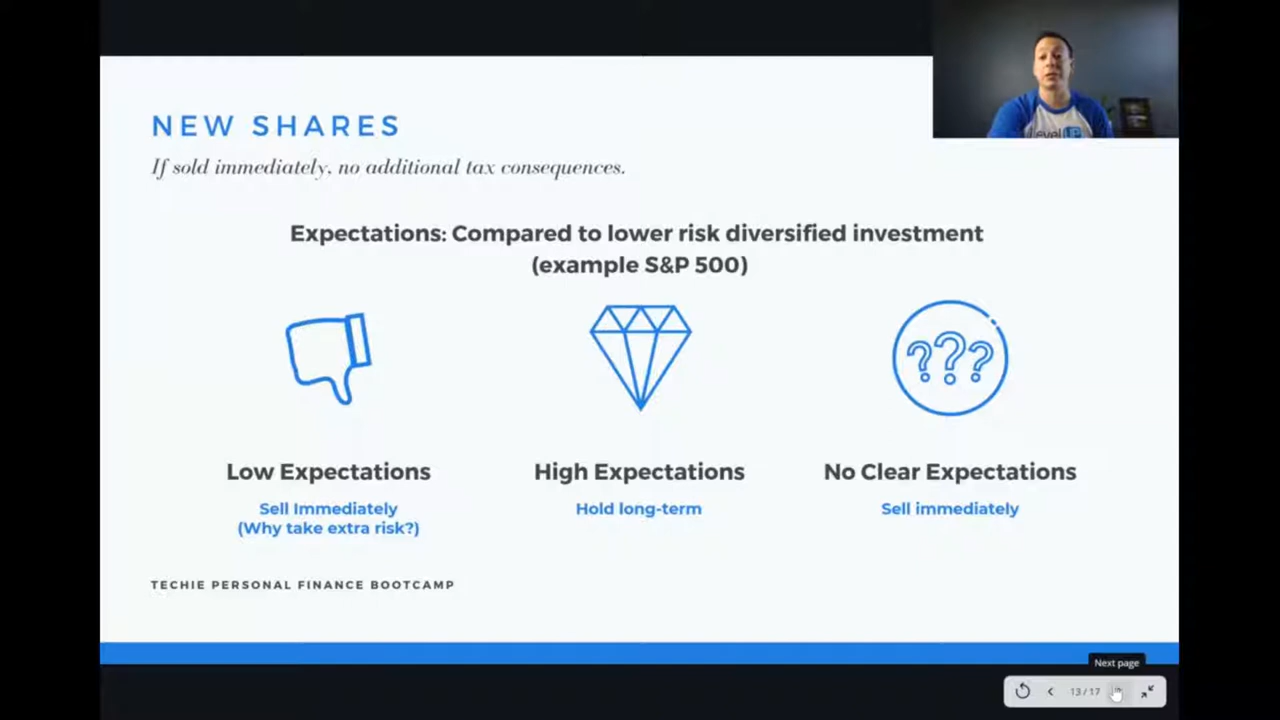 NEW SHARES
If sold immediately, no additional tax consequences.
Expectations: Compared to lower risk diversified investment
(example S&P 500)
???
Low Expectations
Sell Immediately
(Why take extra risk?)
High Expectations
Hold long-term
No Clear Expectations
Sell immediately
TECHIE PERSONAL FINANCE BOOTCAMP
Level UP
Next page
13 / 17